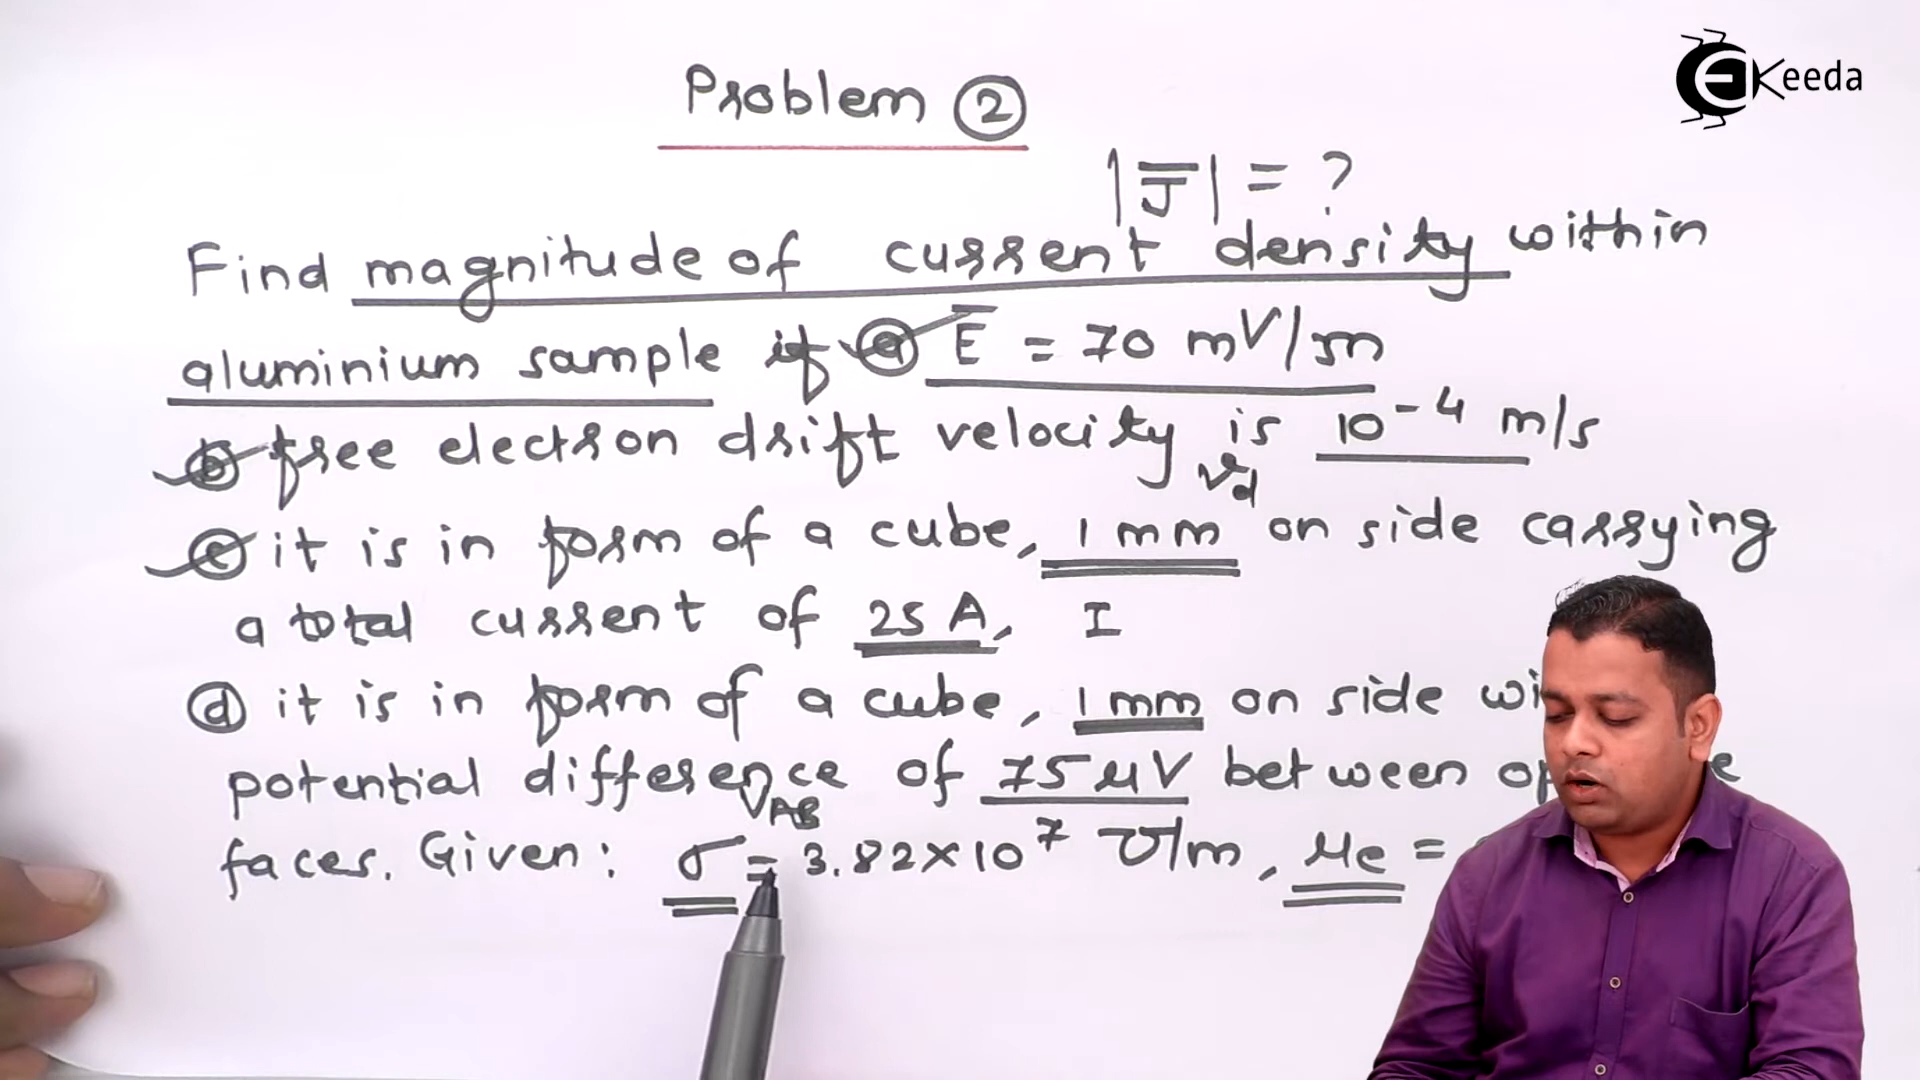 Problem ②
EKeeda
|J̅| = ?
Find magnitude of current density within
aluminium sample if ⓐ E̅ = 70 mV/m
ⓑ free electron drift velocity is 10⁻⁴ m/s
Vd
ⓒ it is in form of a cube, 1 mm on side carrying
a total current of 25 A, I
ⓓ it is in form of a cube, 1 mm on side
potential difference of 75 μV between
VAB
faces. Given: σ = 3.82×10⁷ ℧/m, μe =